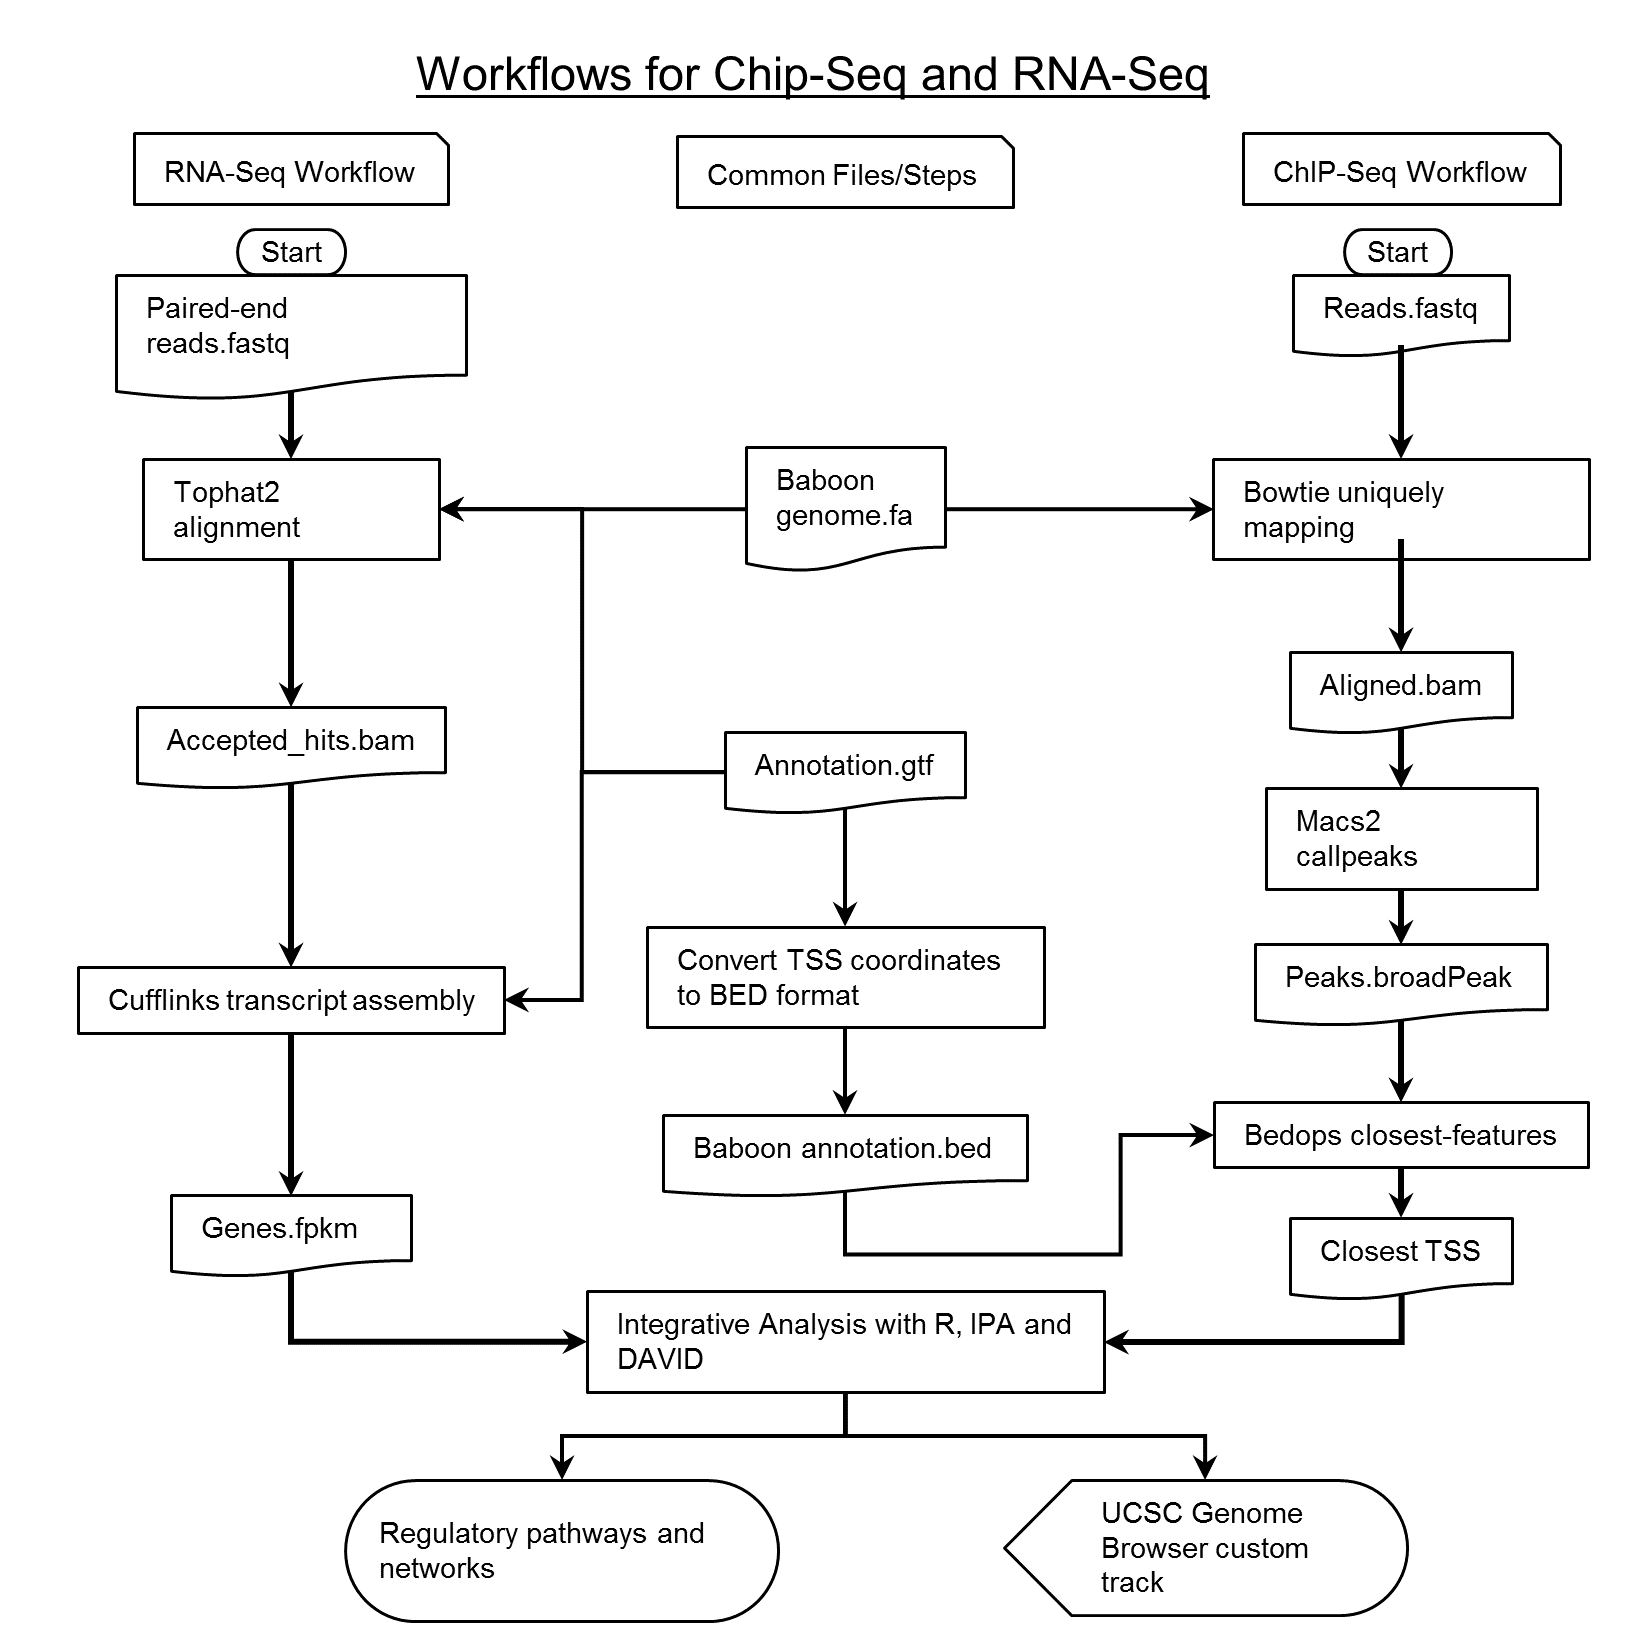 Workflows for Chip-Seq and RNA-Seq
RNA-Seq Workflow
Common Files/Steps
ChIP-Seq Workflow
Start
Start
Paired-end
reads.fastq
Reads.fastq
Tophat2
alignment
Baboon
genome.fa
Bowtie uniquely
mapping
Accepted_hits.bam
Annotation.gtf
Aligned.bam
Macs2
callpeaks
Cufflinks transcript assembly
Convert TSS coordinates
to BED format
Peaks.broadPeak
Baboon annotation.bed
Bedops closest-features
Genes.fpkm
Closest TSS
Integrative Analysis with R, IPA and
DAVID
Regulatory pathways and
networks
UCSC Genome
Browser custom
track